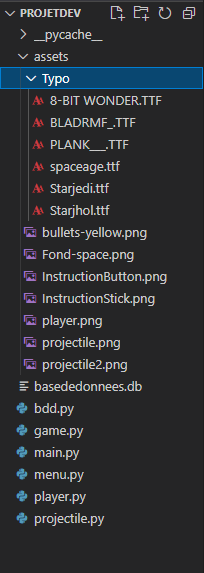 PROJETDEV
__pycache__
assets
Typo
8-BIT WONDER.TTF
BLADRMF_.TTF
PLANK___.TTF
spaceage.ttf
Starjedi.ttf
Starjhol.ttf
bullets-yellow.png
Fond-space.png
InstructionButton.png
InstructionStick.png
player.png
projectile.png
projectile2.png
basededonnees.db
bdd.py
game.py
main.py
menu.py
player.py
projectile.py